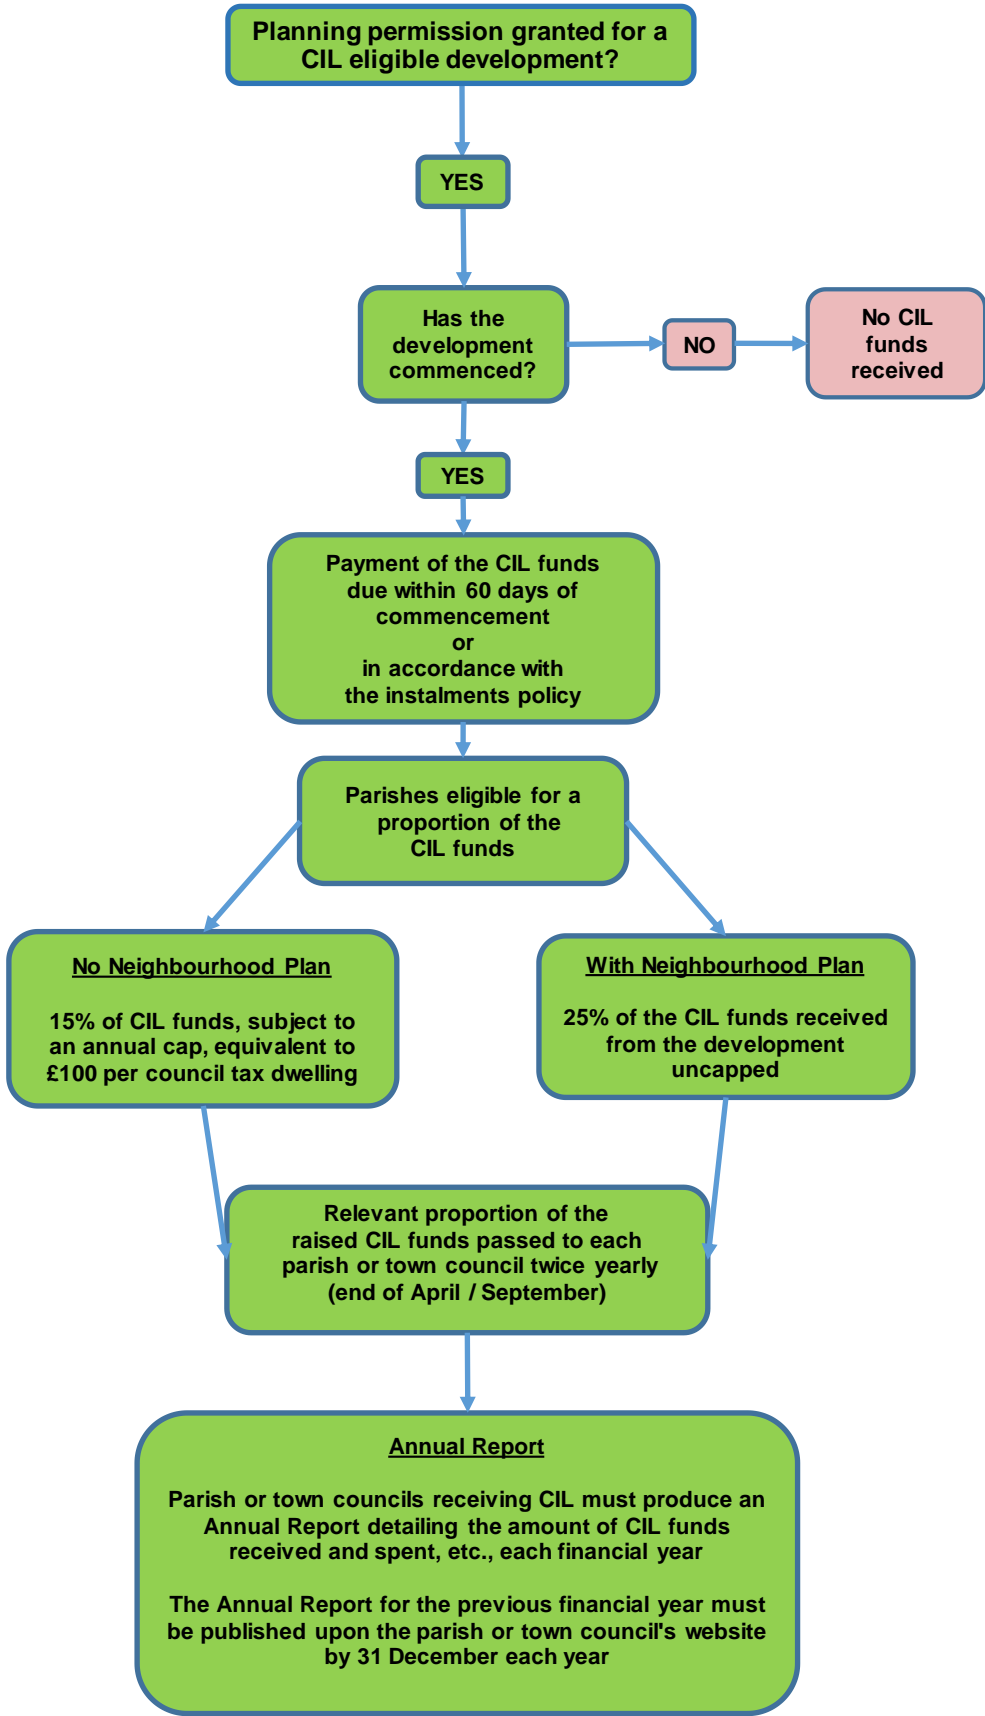 Planning permission granted for a
CIL eligible development?
YES
Has the
development
commenced?
NO
No CIL
funds
received
YES
Payment of the CIL funds
due within 60 days of
commencement
or
in accordance with
the instalments policy
Parishes eligible for a
proportion of the
CIL funds
No Neighbourhood Plan
15% of CIL funds, subject to
an annual cap, equivalent to
£100 per council tax dwelling
With Neighbourhood Plan
25% of the CIL funds received
from the development
uncapped
Relevant proportion of the
raised CIL funds passed to each
parish or town council twice yearly
(end of April / September)
Annual Report
Parish or town councils receiving CIL must produce an
Annual Report detailing the amount of CIL funds
received and spent, etc., each financial year
The Annual Report for the previous financial year must
be published upon the parish or town council's website
by 31 December each year